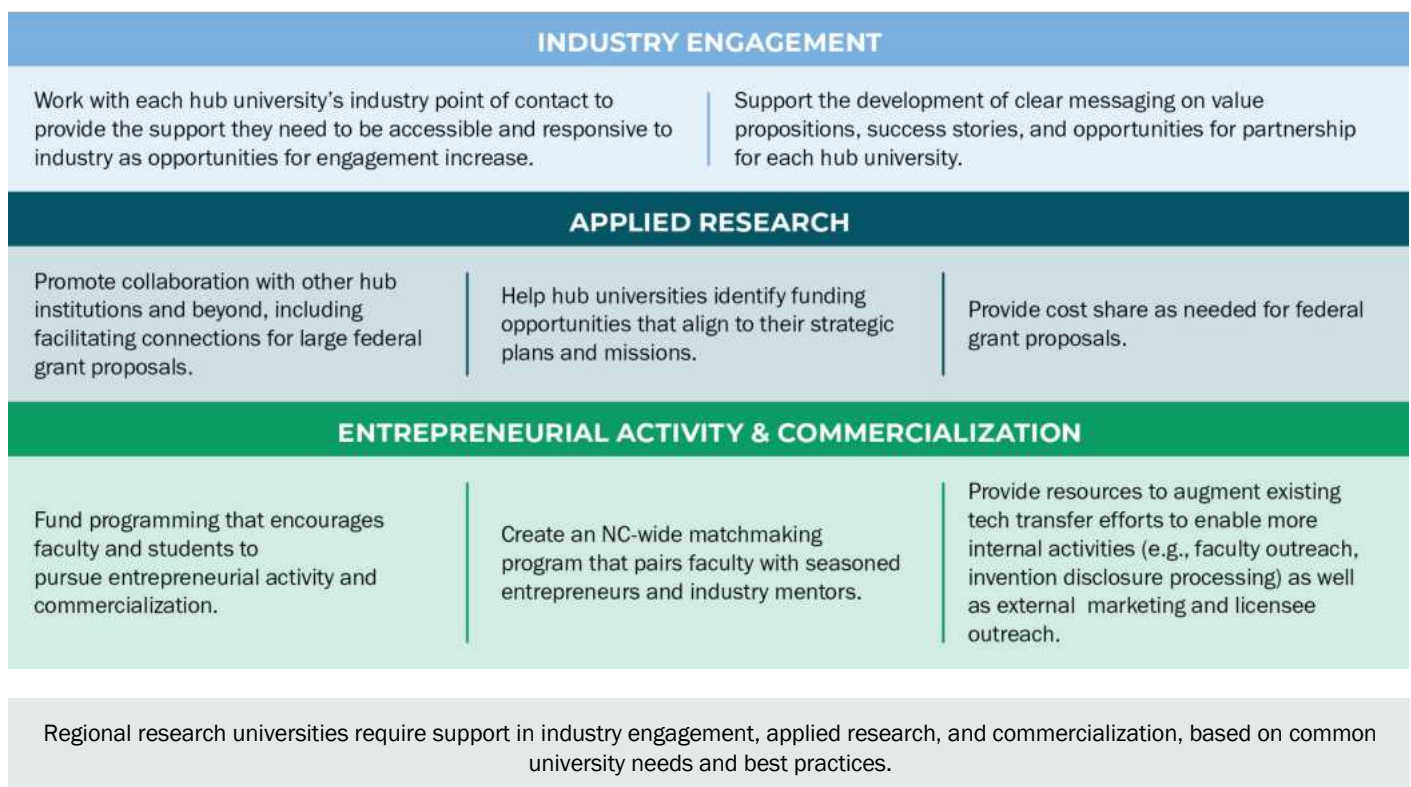 INDUSTRY ENGAGEMENT
Work with each hub university's industry point of contact to
provide the support they need to be accessible and responsive to
industry as opportunities for engagement increase.
Support the development of clear messaging on value
propositions, success stories, and opportunities for partnership
for each hub university.
APPLIED RESEARCH
Promote collaboration with other hub
institutions and beyond, including
facilitating connections for large federal
grant proposals.
Help hub universities identify funding
opportunities that align to their strategic
plans and missions.
Provide cost share as needed for federal
grant proposals.
ENTREPRENEURIAL ACTIVITY & COMMERCIALIZATION
Fund programming that encourages
faculty and students to
pursue entrepreneurial activity and
commercialization.
Create an NC-wide matchmaking
program that pairs faculty with seasoned
entrepreneurs and industry mentors.
Provide resources to augment existing
tech transfer efforts to enable more
internal activities (e.g., faculty outreach,
invention disclosure processing) as well
as external  marketing and licensee
outreach.
Regional research universities require support in industry engagement, applied research, and commercialization, based on common
university needs and best practices.